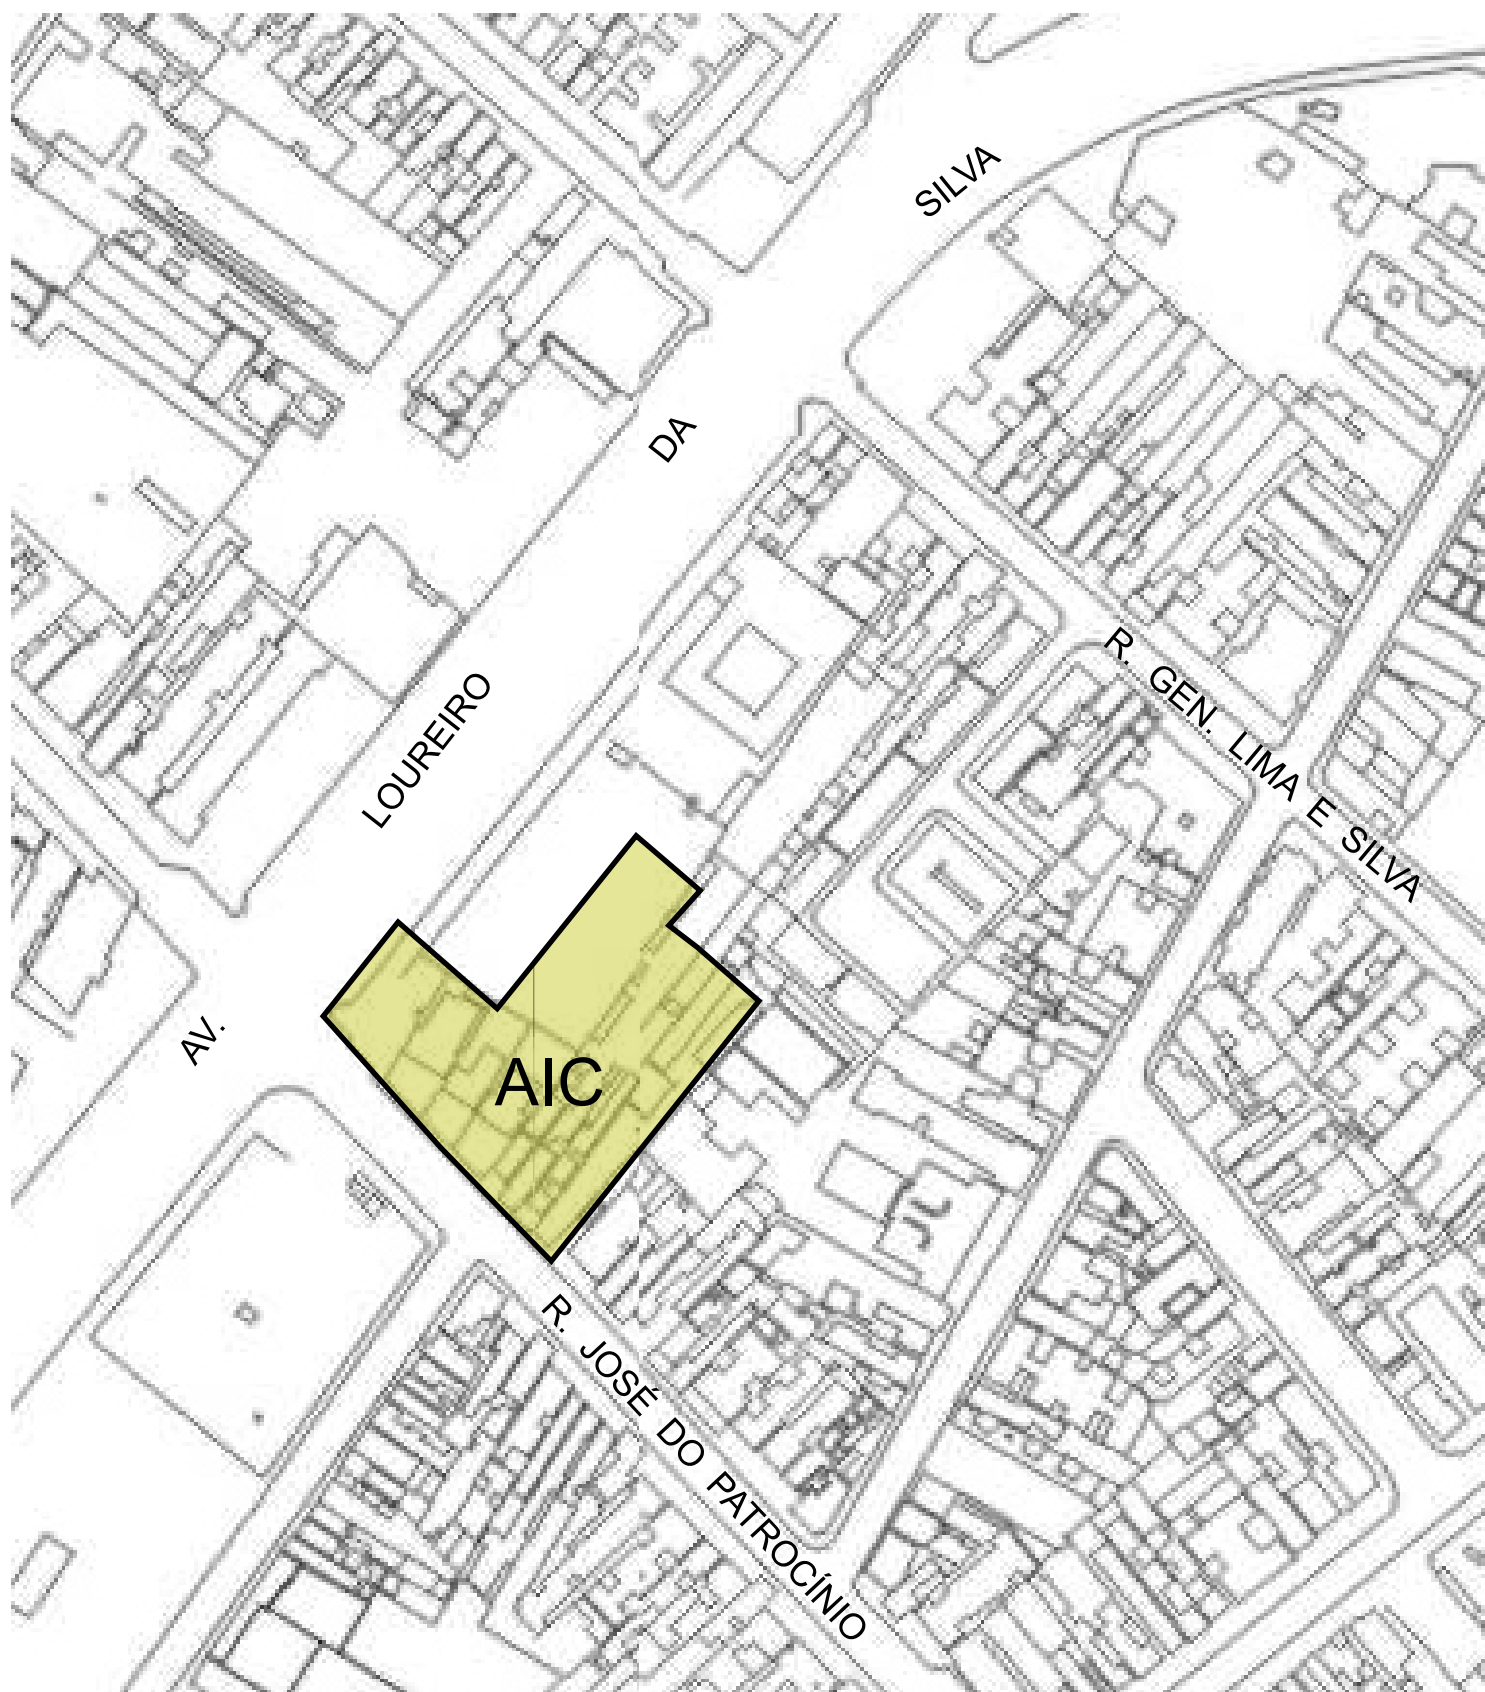 AV. LOUREIRO DA SILVA
R. GEN. LIMA E SILVA
AIC
R. JOSÉ DO PATROCÍNIO